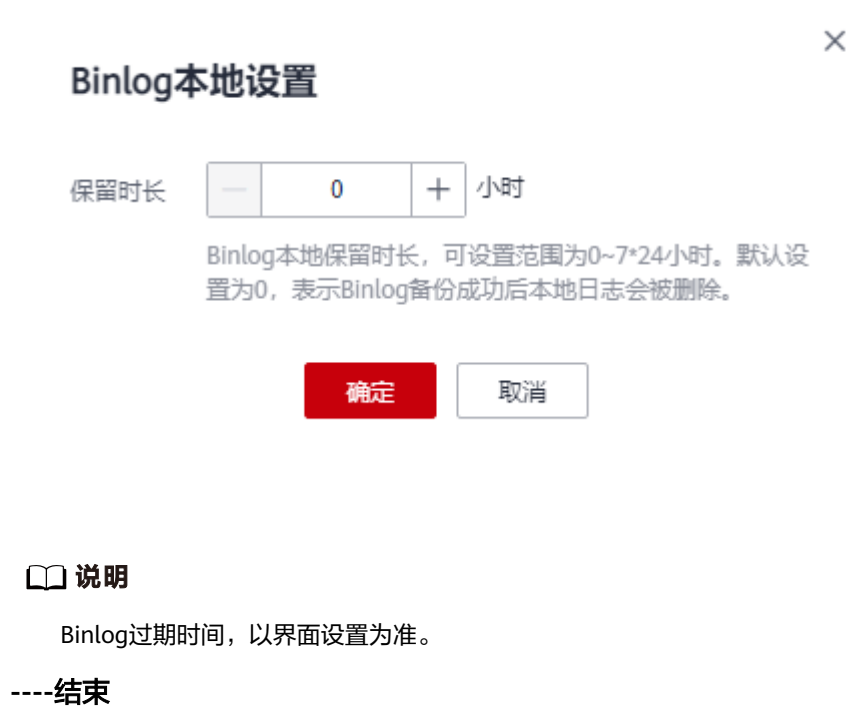 Binlog本地设置
保留时长 0 小时
Binlog本地保留时长，可设置范围为0~7*24小时。默认设
置为0，表示Binlog备份成功后本地日志会被删除。
确定 取消
说明
Binlog过期时间，以界面设置为准。
----结束